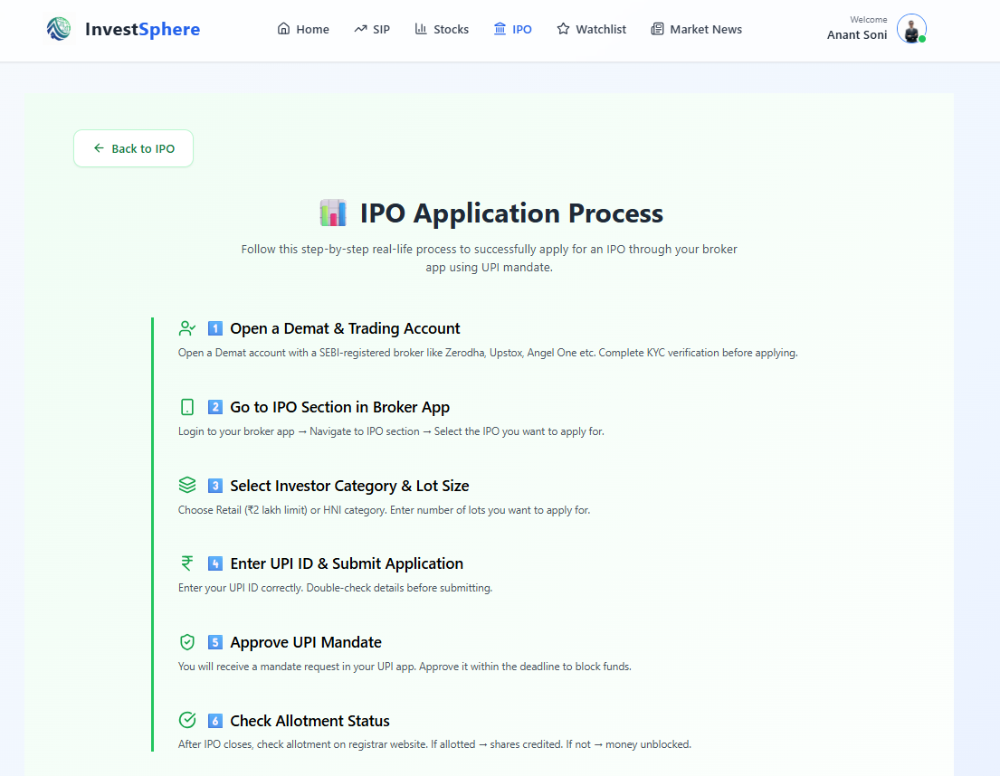 InvestSphere
Home
SIP
Stocks
IPO
Watchlist
Market News
Welcome
Anant Soni
← Back to IPO
📊 IPO Application Process
Follow this step-by-step real-life process to successfully apply for an IPO through your broker
app using UPI mandate.
1️⃣ Open a Demat & Trading Account
Open a Demat account with a SEBI-registered broker like Zerodha, Upstox, Angel One etc. Complete KYC verification before applying.
2️⃣ Go to IPO Section in Broker App
Login to your broker app → Navigate to IPO section → Select the IPO you want to apply for.
3️⃣ Select Investor Category & Lot Size
Choose Retail (₹2 lakh limit) or HNI category. Enter number of lots you want to apply for.
₹ 4️⃣ Enter UPI ID & Submit Application
Enter your UPI ID correctly. Double-check details before submitting.
5️⃣ Approve UPI Mandate
You will receive a mandate request in your UPI app. Approve it within the deadline to block funds.
6️⃣ Check Allotment Status
After IPO closes, check allotment on registrar website. If allotted → shares credited. If not → money unblocked.